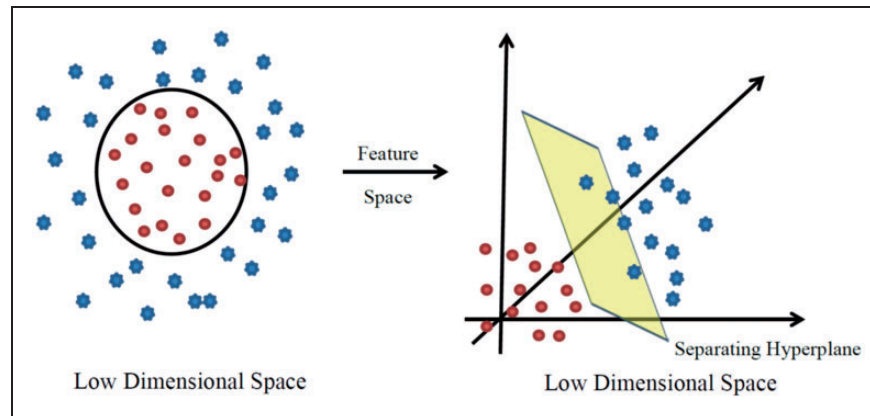 Feature
Space
Separating Hyperplane
Low Dimensional Space
Low Dimensional Space